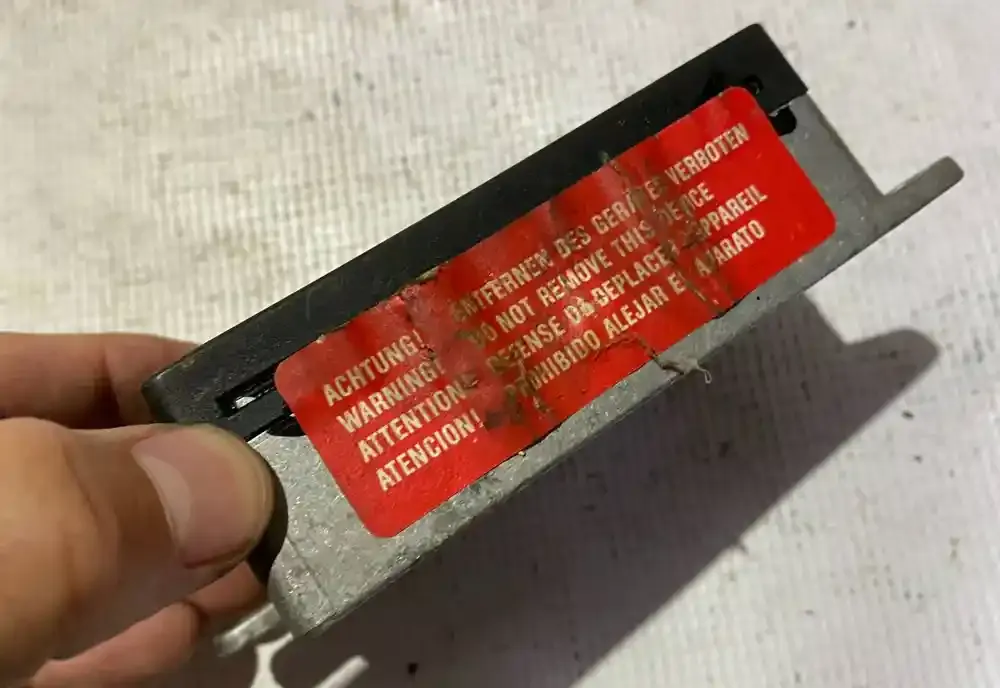 ACHTUNG! ENTFERNEN DES GERÄTES VERBOTEN
WARNING! DO NOT REMOVE THIS DEVICE
ATTENTION! DEFENSE DE DEPLACER L'APPAREIL
ATENCION! PROHIBIDO ALEJAR EL APARATO